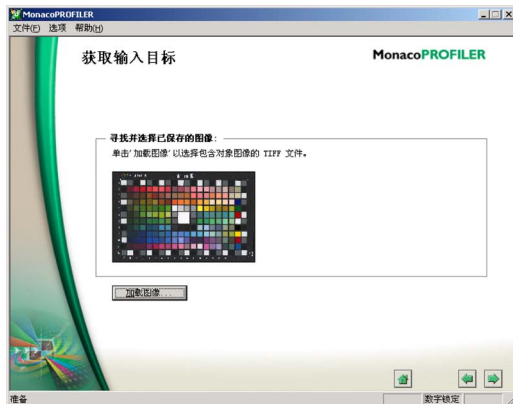 MonacoPROFILER
文件(F) 选项 帮助(H)
获取输入目标
MonacoPROFILER
寻找并选择已保存的图像:
单击'加载图像'以选择包含对象图像的 TIFF 文件。
加载图像...
准备
数字锁定